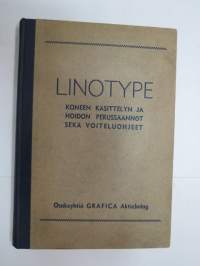 LINOTYPE
KONEEN KÄSITTELYN JA
HOIDON PERUSSÄÄNNÖT
SEKÄ VOITELUOHJEET
Osakeyhtiö GRAFICA Aktiebolag